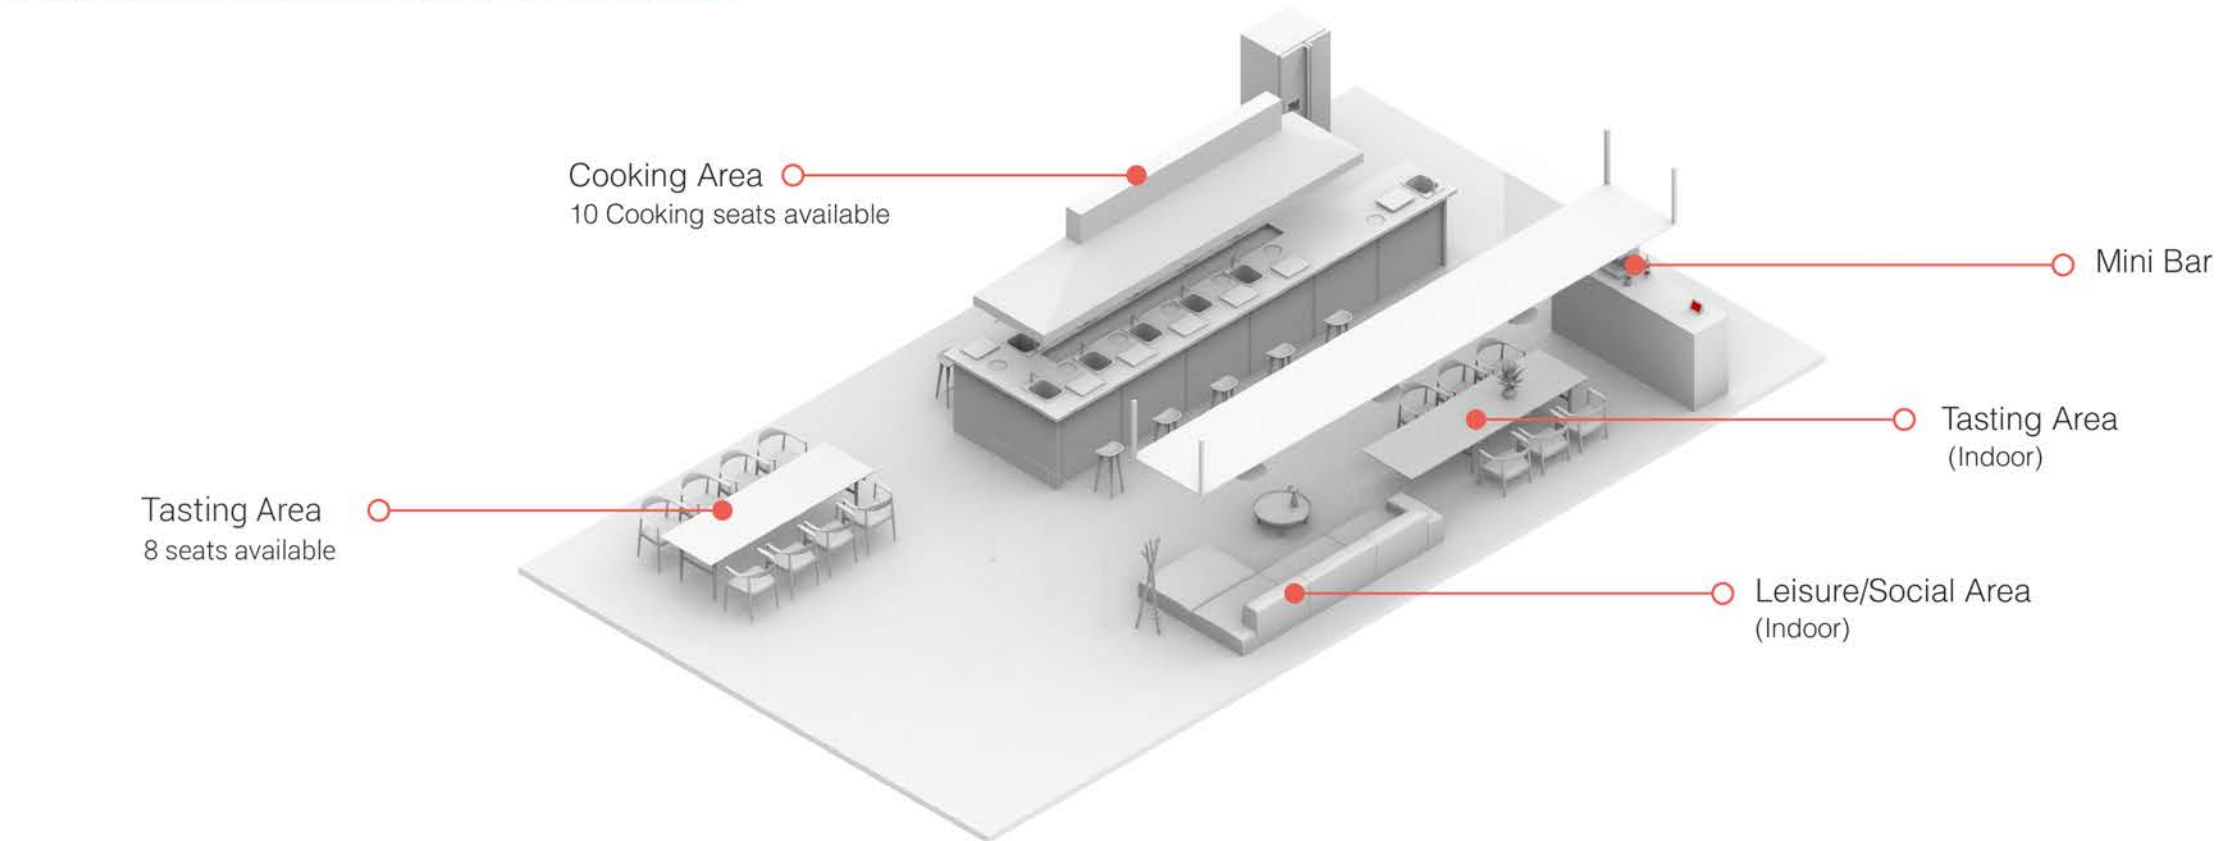 Cooking Area
10 Cooking seats available
Mini Bar
Tasting Area
(Indoor)
Tasting Area
8 seats available
Leisure/Social Area
(Indoor)